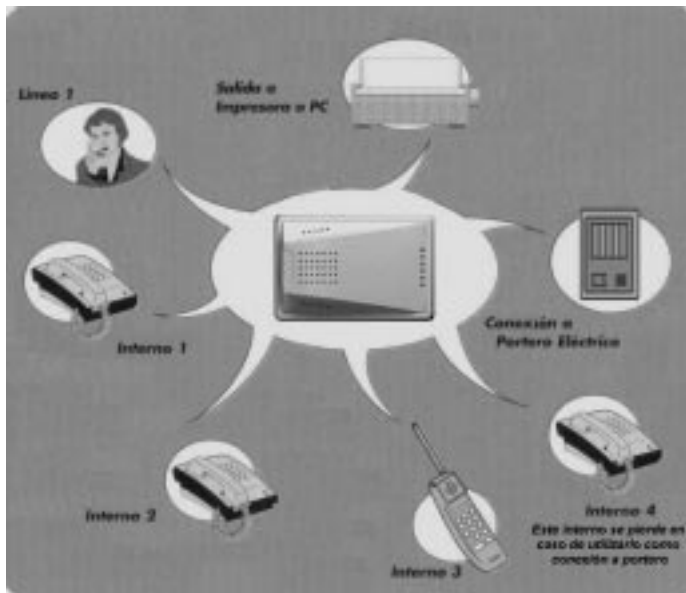 Linea 1
Salida a
Impresora o PC
Conexión a
Portero Eléctrico
Interno 1
Interno 2
Interno 3
Interno 4
Este interno se pierde en
caso de utilizarlo como
conexión a portero